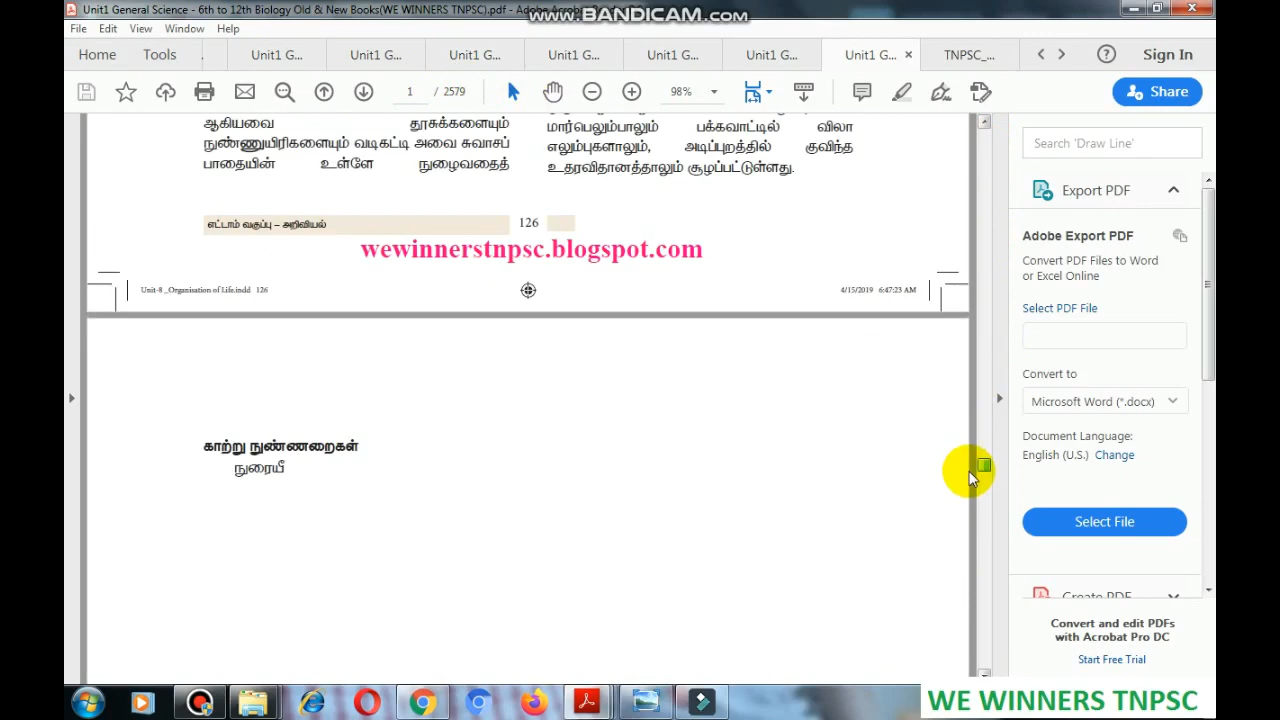 Unit1 General Science - 6th to 12th Biology Old & New Books(WE WINNERS TNPSC).pdf - Adobe Acrobat
WWW.BANDICAM.COM
File Edit View Window Help
Home Tools Unit1 G... Unit1 G... Unit1 G... Unit1 G... Unit1 G... Unit1 G... Unit1 G... × TNPSC_... Sign In
1 / 2579 98% Share
ஆகியவை தூசுக்களையும்
நுண்ணுயிரிகளையும் வடிகட்டி அவை சுவாசப்
பாதையின் உள்ளே நுழைவதைத்
மார்பெலும்பாலும் பக்கவாட்டில் விலா
எலும்புகளாலும், அடிப்புறத்தில் குவிந்த
உதரவிதானத்தாலும் சூழப்பட்டுள்ளது.
எட்டாம் வகுப்பு – அறிவியல் 126
wewinnerstnpsc.blogspot.com
Unit-8 _Organisation of Life.indd 126 4/15/2019 6:47:23 AM
காற்று நுண்ணறைகள்
நுரையீ
Search 'Draw Line'
Export PDF
Adobe Export PDF
Convert PDF Files to Word
or Excel Online
Select PDF File
Convert to
Microsoft Word (*.docx)
Document Language:
English (U.S.) Change
Select File
Create PDF
Convert and edit PDFs
with Acrobat Pro DC
Start Free Trial
WE WINNERS TNPSC